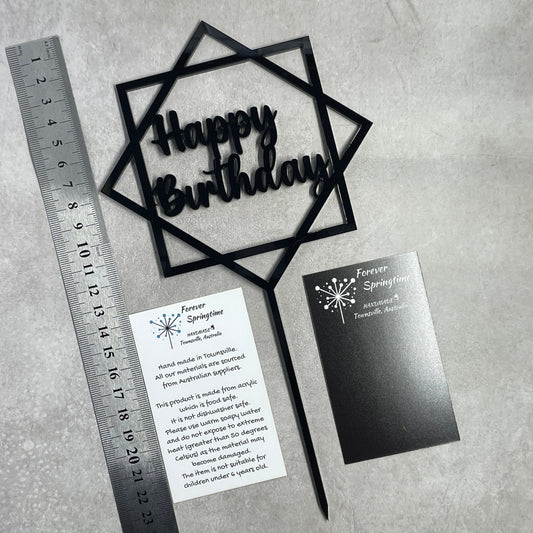 1
2
3
4
5
6
7
8
9
10
11
12
13
14
15
16
17
18
19
20
21
22
23
Happy
Birthday
Forever
Springtime
HANDMADE
Townsville, Australia
Hand made in Townsville.
All our materials are sourced
from Australian suppliers.
This product is made from acrylic
which is food safe.
It is not dishwasher safe.
Please use warm soapy water
and do not expose to extreme
heat (greater than 50 degrees
Celsius) as the material may
become damaged.
The item is not suitable for
children under 6 years old.
Forever
Springtime
HANDMADE
Townsville, Australia